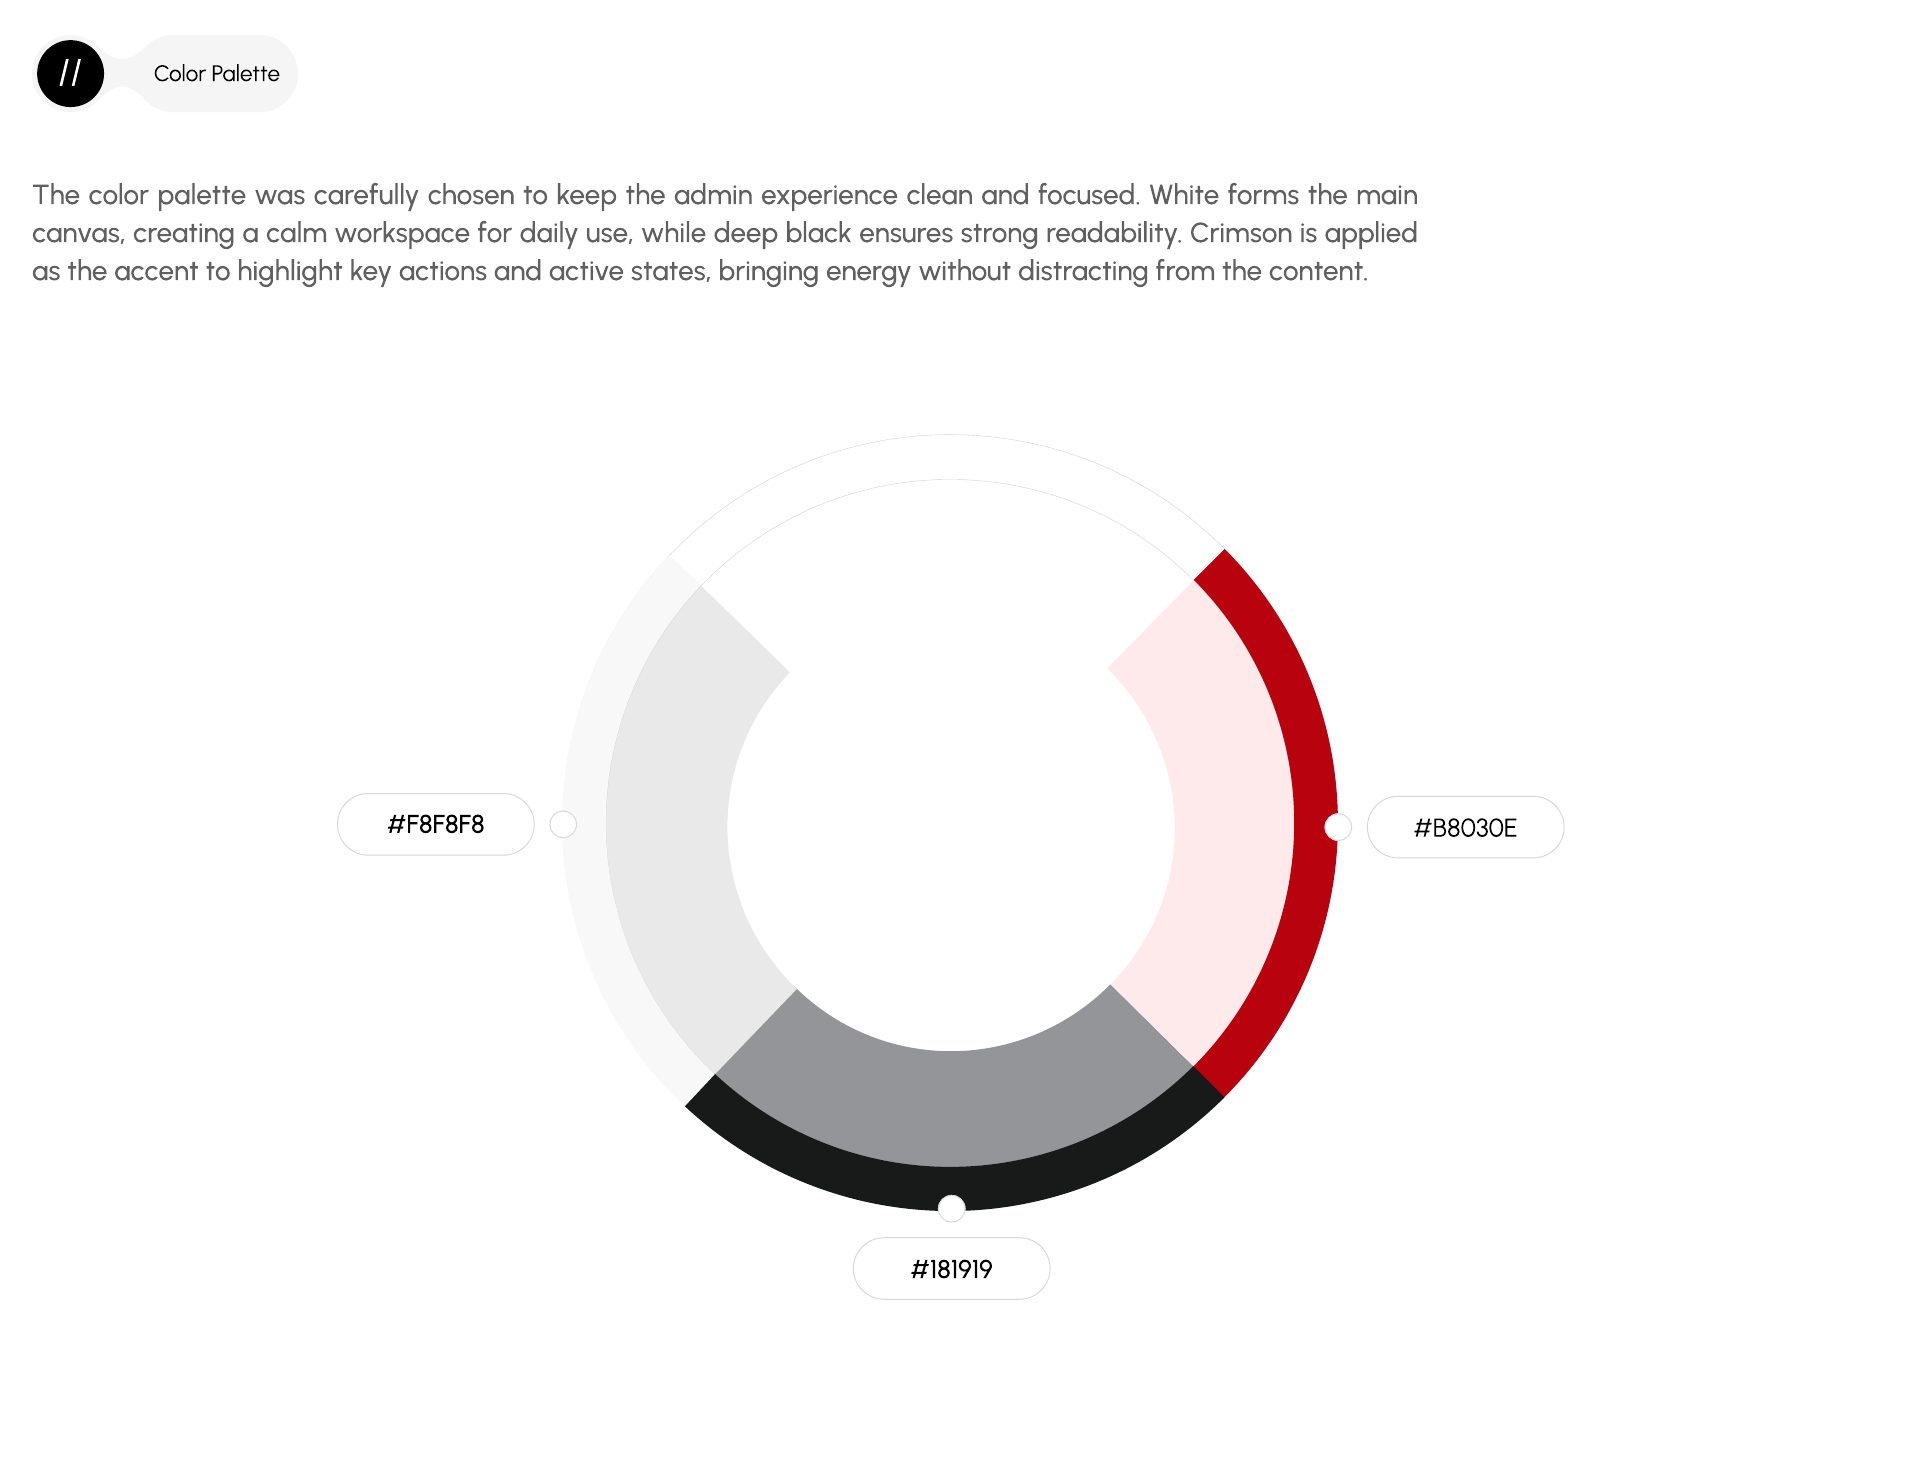 //
Color Palette
The color palette was carefully chosen to keep the admin experience clean and focused. White forms the main
canvas, creating a calm workspace for daily use, while deep black ensures strong readability. Crimson is applied
as the accent to highlight key actions and active states, bringing energy without distracting from the content.
#F8F8F8
#B8030E
#181919